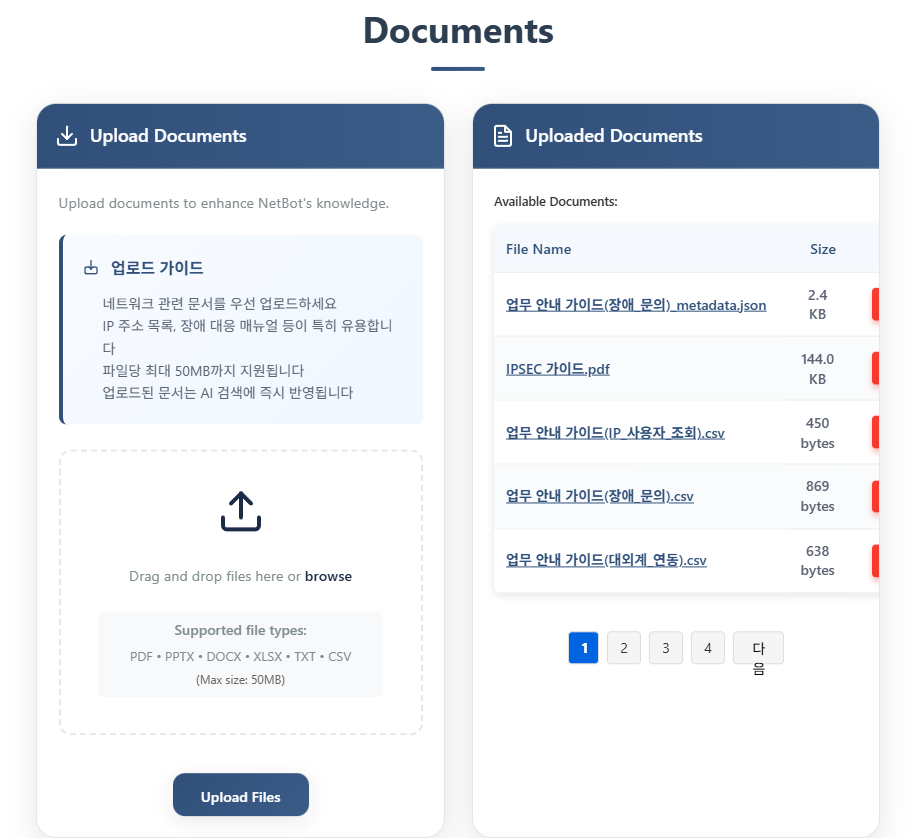 Documents
Upload Documents
Upload documents to enhance NetBot's knowledge.
업로드 가이드
네트워크 관련 문서를 우선 업로드하세요
IP 주소 목록, 장애 대응 매뉴얼 등이 특히 유용합니
다
파일당 최대 50MB까지 지원됩니다
업로드된 문서는 AI 검색에 즉시 반영됩니다
Drag and drop files here or browse
Supported file types:
PDF • PPTX • DOCX • XLSX • TXT • CSV
(Max size: 50MB)
Upload Files
Uploaded Documents
Available Documents:
File Name Size
업무 안내 가이드(장애_문의)_metadata.json 2.4
KB
IPSEC 가이드.pdf 144.0
KB
업무 안내 가이드(IP_사용자_조회).csv 450
bytes
업무 안내 가이드(장애_문의).csv 869
bytes
업무 안내 가이드(대외계_연동).csv 638
bytes
1 2 3 4 다
음